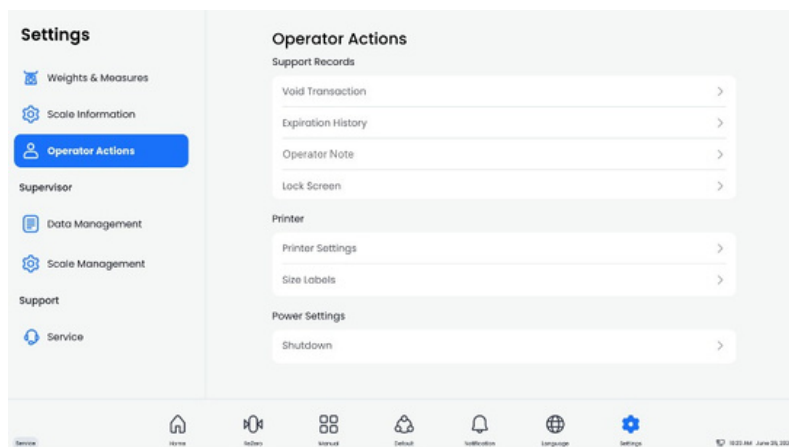 Settings
Weights & Measures
Scale Information
Operator Actions
Supervisor
Data Management
Scale Management
Support
Service
Operator Actions
Support Records
Void Transaction
Expiration History
Operator Note
Lock Screen
Printer
Printer Settings
Size Labels
Power Settings
Shutdown
Service
Home
ReZero
Manual
Default
Notification
Language
Settings